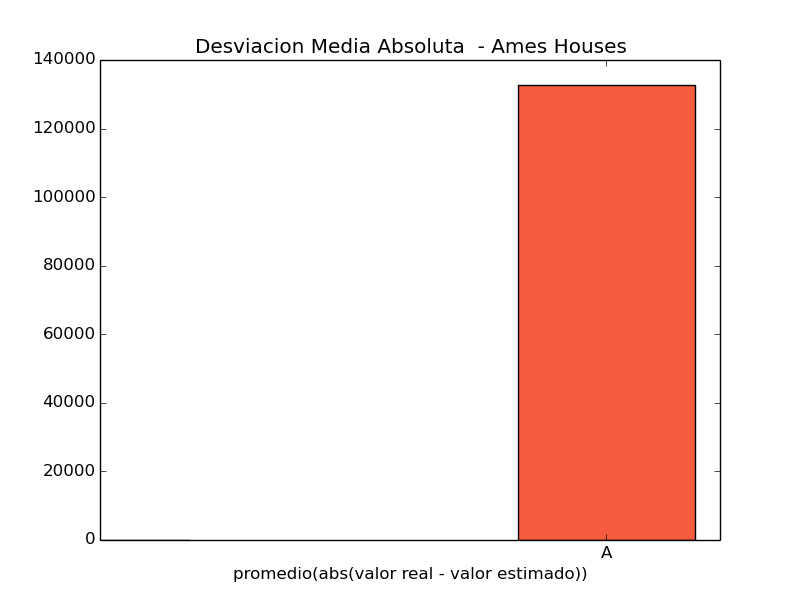 Desviacion Media Absoluta  - Ames Houses
140000
120000
100000
80000
60000
40000
20000
0
A
promedio(abs(valor real - valor estimado))